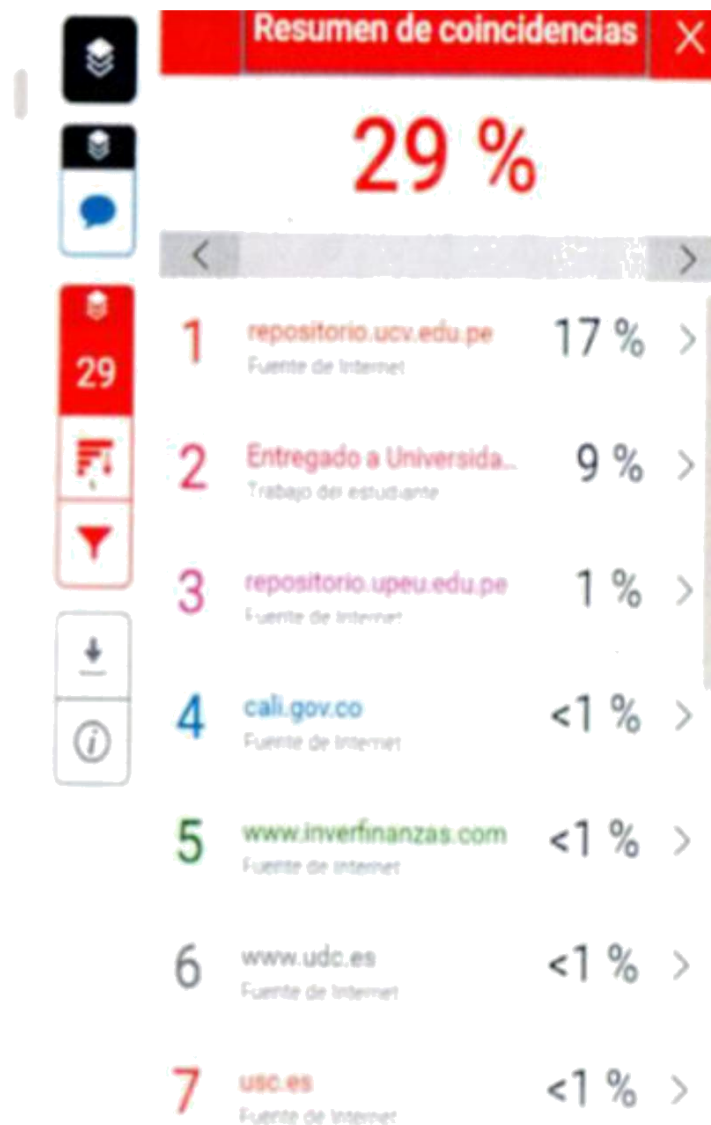 Resumen de coincidencias
29 %
29
1 repositorio.ucv.edu.pe 17 %
Fuente de Internet
2 Entregado a Universida... 9 %
Trabajo del estudiante
3 repositorio.upeu.edu.pe 1 %
Fuente de Internet
4 cali.gov.co <1 %
Fuente de Internet
5 www.inverfinanzas.com <1 %
Fuente de Internet
6 www.udc.es <1 %
Fuente de Internet
7 usc.es <1 %
Fuente de Internet